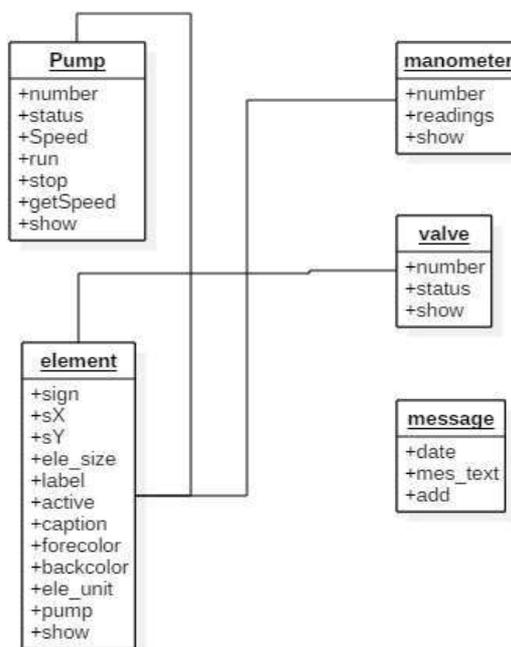 Pump
+number
+status
+Speed
+run
+stop
+getSpeed
+show
manometer
+number
+readings
+show
valve
+number
+status
+show
element
+sign
+sX
+sY
+ele_size
+label
+active
+caption
+forecolor
+backcolor
+ele_unit
+pump
+show
message
+date
+mes_text
+add